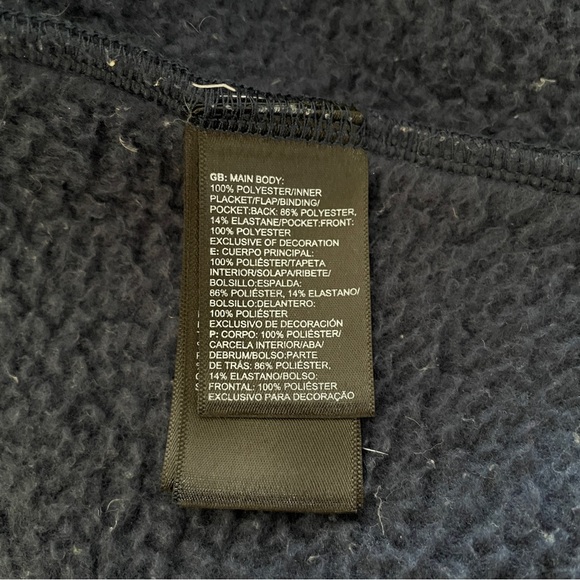 GB: MAIN BODY:
100% POLYESTER/INNER
PLACKET/FLAP/BINDING/
POCKET:BACK: 86% POLYESTER,
14% ELASTANE/POCKET:FRONT:
100% POLYESTER
EXCLUSIVE OF DECORATION
E: CUERPO PRINCIPAL:
100% POLIÉSTER/TAPETA
INTERIOR/SOLAPA/RIBETE/
BOLSILLO:ESPALDA:
86% POLIÉSTER, 14% ELASTANO/
BOLSILLO:DELANTERO:
100% POLIÉSTER
EXCLUSIVO DE DECORACIÓN
P: CORPO: 100% POLIÉSTER/
CARCELA INTERIOR/ABA/
DEBRUM/BOLSO:PARTE
DE TRÁS: 86% POLIÉSTER,
14% ELASTANO/BOLSO:
FRONTAL: 100% POLIÉSTER
EXCLUSIVO PARA DECORAÇÃO